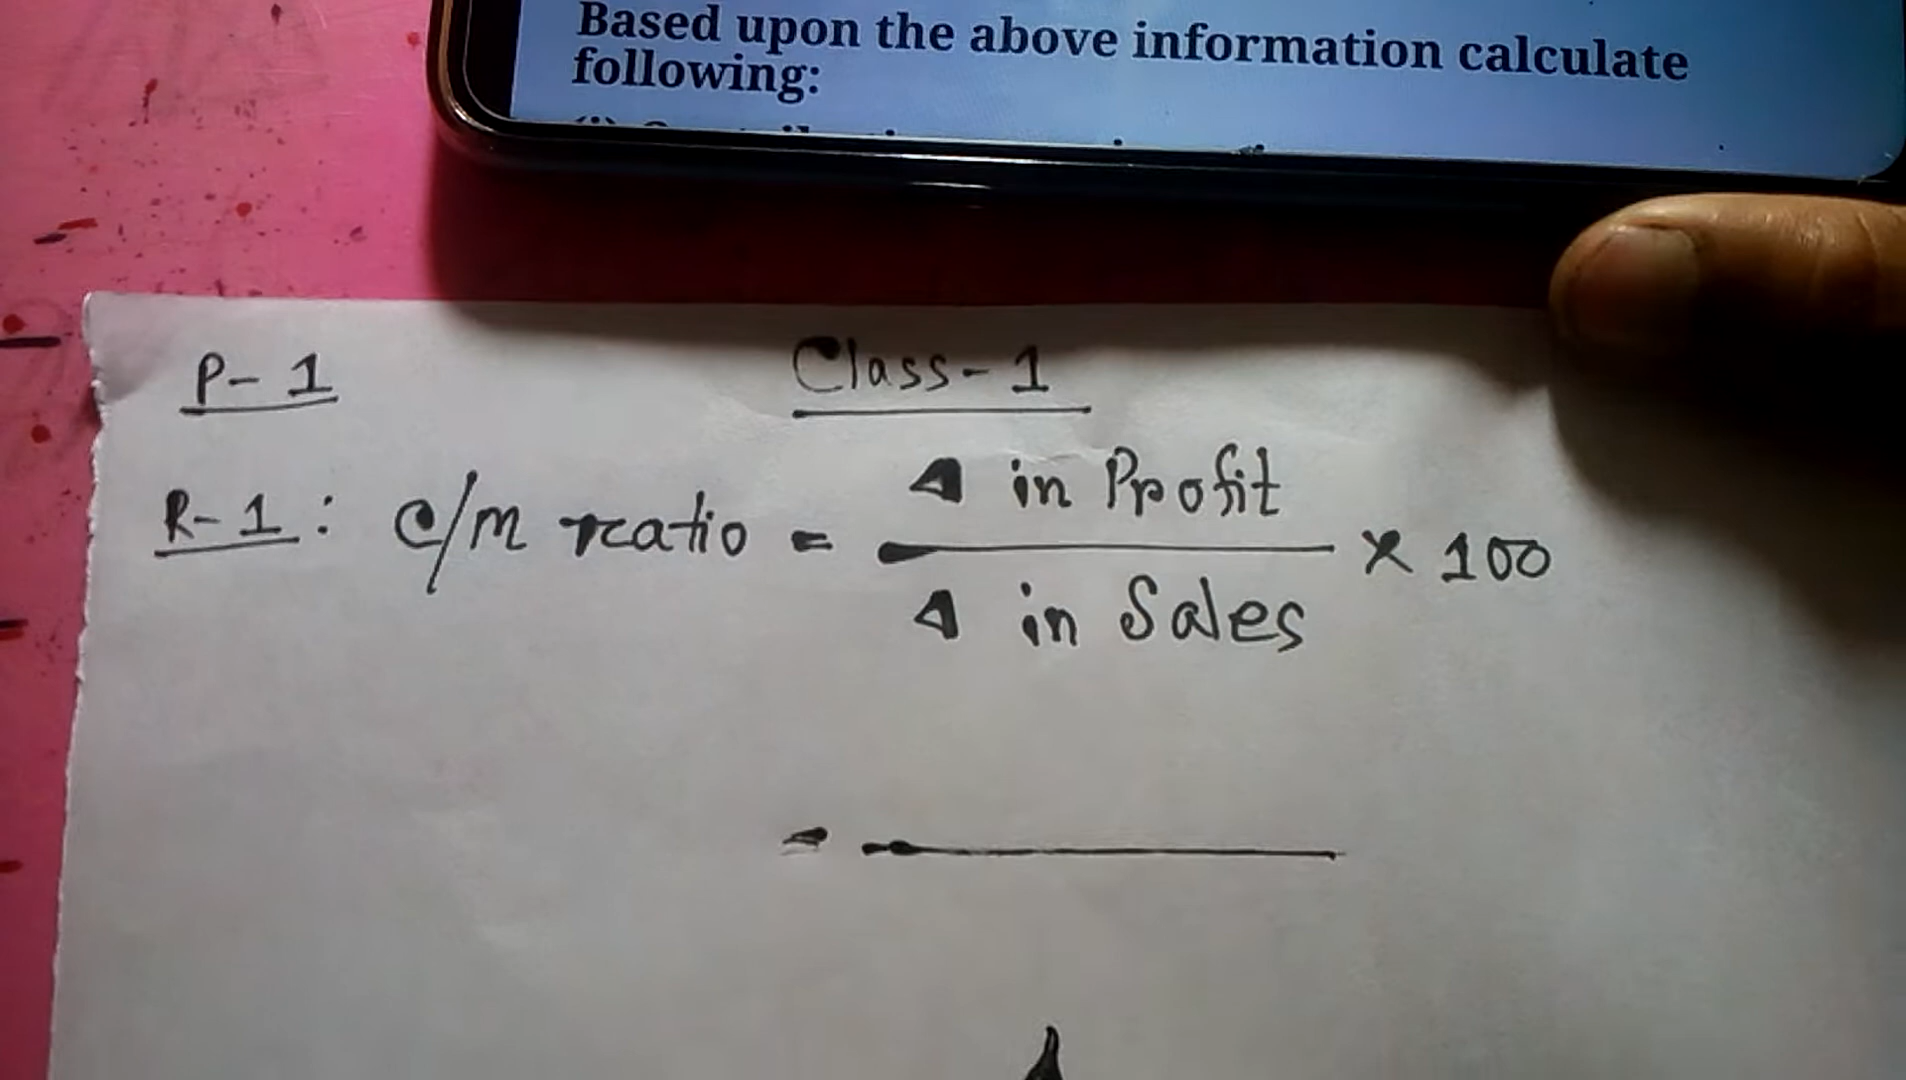 Based upon the above information calculate
following:
P-1
Class-1
R-1: C/M ratio = Δ in Profit / Δ in Sales × 100
=